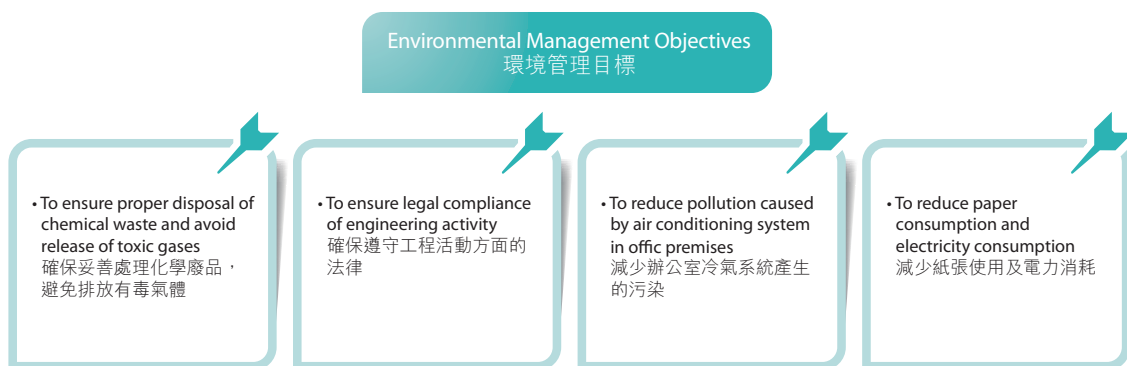 Environmental Management Objectives
環境管理目標
• To ensure proper disposal of
chemical waste and avoid
release of toxic gases
確保妥善處理化學廢品，
避免排放有毒氣體
• To ensure legal compliance
of engineering activity
確保遵守工程活動方面的
法律
• To reduce pollution caused
by air conditioning system
in offic premises
減少辦公室冷氣系統產生
的污染
• To reduce paper
consumption and
electricity consumption
減少紙張使用及電力消耗